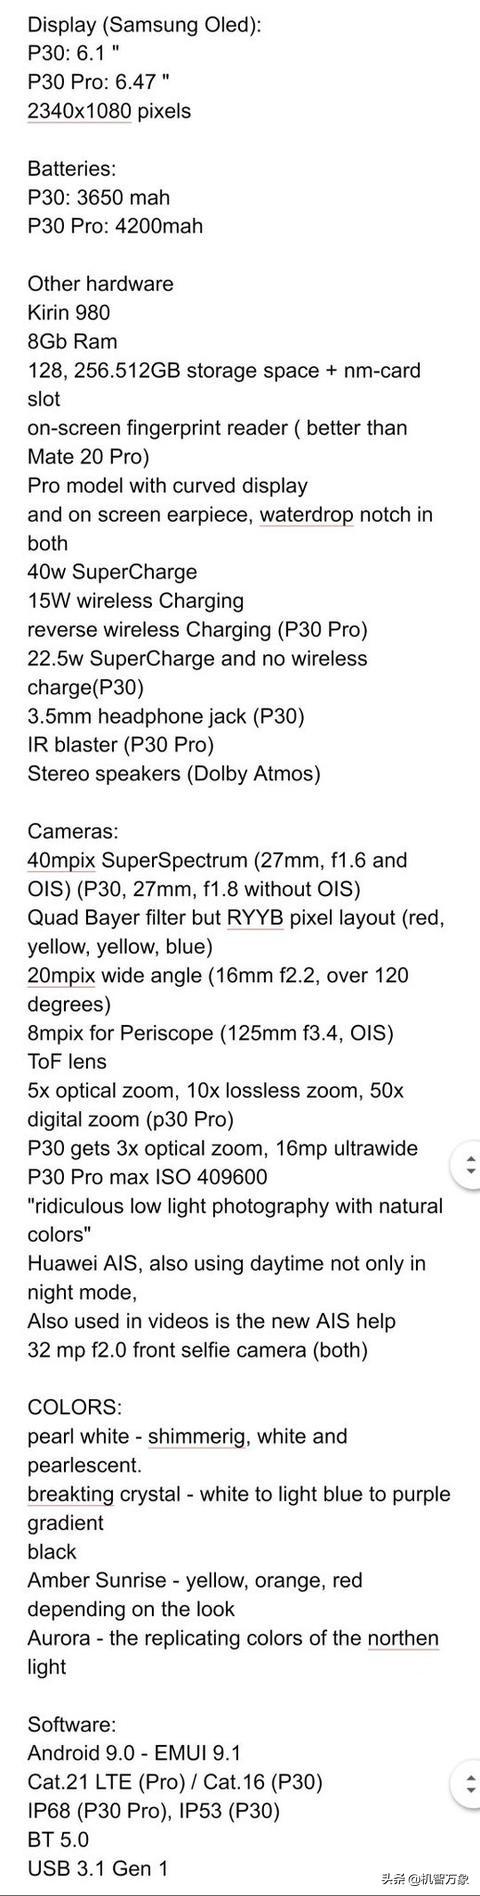 Display (Samsung Oled):
P30: 6.1 "
P30 Pro: 6.47 "
2340x1080 pixels
Batteries:
P30: 3650 mah
P30 Pro: 4200mah
Other hardware
Kirin 980
8Gb Ram
128, 256.512GB storage space + nm-card
slot
on-screen fingerprint reader ( better than
Mate 20 Pro)
Pro model with curved display
and on screen earpiece, waterdrop notch in
both
40w SuperCharge
15W wireless Charging
reverse wireless Charging (P30 Pro)
22.5w SuperCharge and no wireless
charge(P30)
3.5mm headphone jack (P30)
IR blaster (P30 Pro)
Stereo speakers (Dolby Atmos)
Cameras:
40mpix SuperSpectrum (27mm, f1.6 and
OIS) (P30, 27mm, f1.8 without OIS)
Quad Bayer filter but RYYB pixel layout (red,
yellow, yellow, blue)
20mpix wide angle (16mm f2.2, over 120
degrees)
8mpix for Periscope (125mm f3.4, OIS)
ToF lens
5x optical zoom, 10x lossless zoom, 50x
digital zoom (p30 Pro)
P30 gets 3x optical zoom, 16mp ultrawide
P30 Pro max ISO 409600
"ridiculous low light photography with natural
colors"
Huawei AIS, also using daytime not only in
night mode,
Also used in videos is the new AIS help
32 mp f2.0 front selfie camera (both)
COLORS:
pearl white - shimmerig, white and
pearlescent.
breakting crystal - white to light blue to purple
gradient
black
Amber Sunrise - yellow, orange, red
depending on the look
Aurora - the replicating colors of the northen
light
Software:
Android 9.0 - EMUI 9.1
Cat.21 LTE (Pro) / Cat.16 (P30)
IP68 (P30 Pro), IP53 (P30)
BT 5.0
USB 3.1 Gen 1
头条 @机智万象